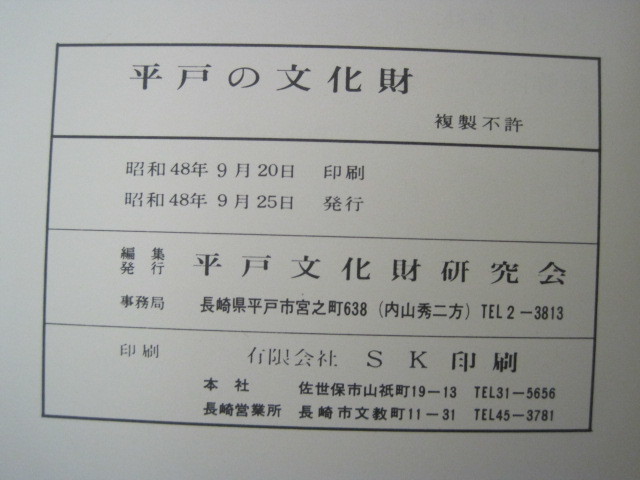 平戸の文化財
複製不許
昭和48年9月20日 印刷
昭和48年9月25日 発行
編集
発行 平戸文化財研究会
事務局 長崎県平戸市宮之町638 (内山秀二方) TEL2-3813
印刷 有限会社 SK印刷
本社 佐世保市山祇町19-13 TEL31-5656
長崎営業所 長崎市文教町11-31 TEL45-3781